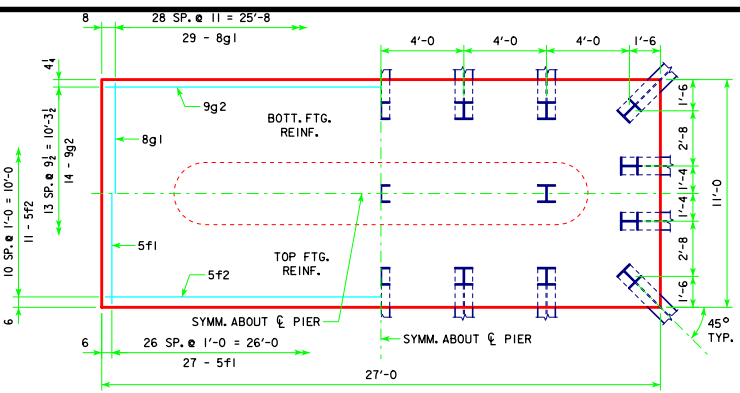 8 28 SP. @ 11 = 25'-8
29 - 8g1
4'-0 4'-0 4'-0 1'-6
4¼
9g2
BOTT. FTG.
REINF.
8g1
13 SP. @ 9½ = 10'-3½
14 - 9g2
10 SP. @ 1'-0 = 10'-0
11 - 5f2
6
1'-6
2'-8
1'-4
1'-4
2'-8
1'-6
11'-0
5f1
TOP FTG.
REINF.
5f2
SYMM. ABOUT ℄ PIER
SYMM. ABOUT ℄ PIER
45°
TYP.
6 26 SP. @ 1'-0 = 26'-0
27 - 5f1
27'-0